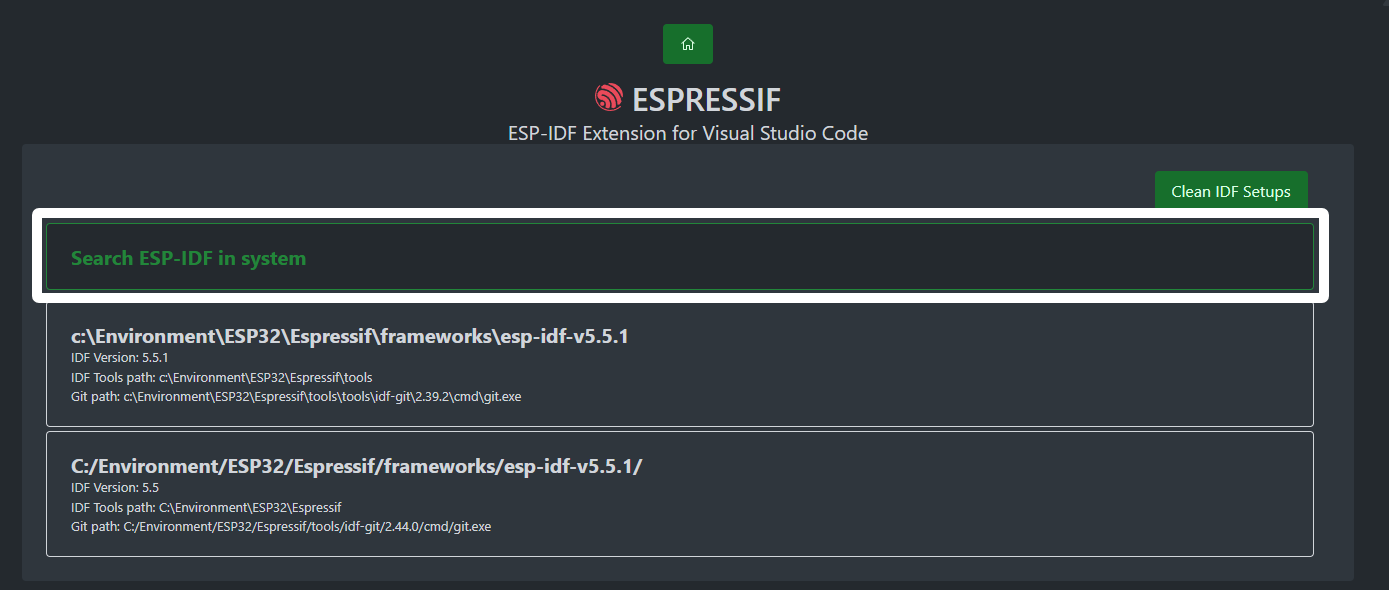 ESPRESSIF
ESP-IDF Extension for Visual Studio Code
Clean IDF Setups
Search ESP-IDF in system
c:\Environment\ESP32\Espressif\frameworks\esp-idf-v5.5.1
IDF Version: 5.5.1
IDF Tools path: c:\Environment\ESP32\Espressif\tools
Git path: c:\Environment\ESP32\Espressif\tools\tools\idf-git\2.39.2\cmd\git.exe
C:/Environment/ESP32/Espressif/frameworks/esp-idf-v5.5.1/
IDF Version: 5.5
IDF Tools path: C:\Environment\ESP32\Espressif
Git path: C:/Environment/ESP32/Espressif/tools/idf-git/2.44.0/cmd/git.exe